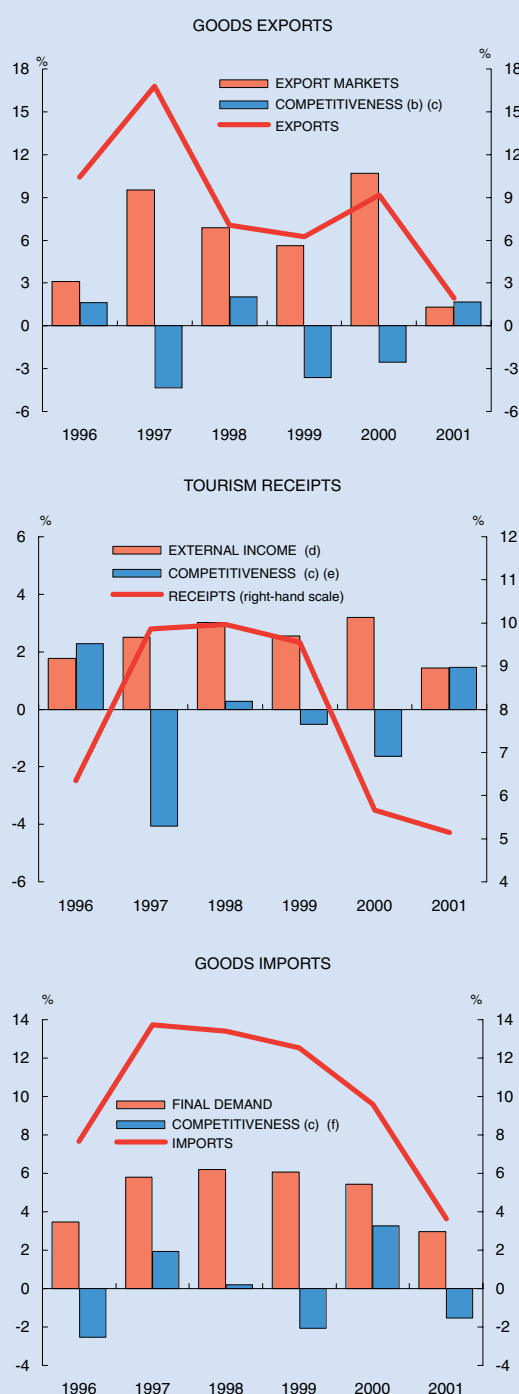 GOODS EXPORTS
% %
18 18
EXPORT MARKETS
15 15
COMPETITIVENESS (b) (c)
EXPORTS
12 12
9 9
6 6
3 3
0 0
-3 -3
-6 -6
1996 1997 1998 1999 2000 2001
TOURISM RECEIPTS
% %
6 12
EXTERNAL INCOME (d)
11
COMPETITIVENESS (c) (e)
4 10
RECEIPTS (right-hand scale)
2 9
0 8
7
-2
6
-4 5
-6 4
1996 1997 1998 1999 2000 2001
GOODS IMPORTS
% %
14 14
12 12
10 10
FINAL DEMAND
COMPETITIVENESS (c) (f)
8 8
IMPORTS
6 6
4 4
2 2
0 0
-2 -2
-4 -4
1996 1997 1998 1999 2000 2001